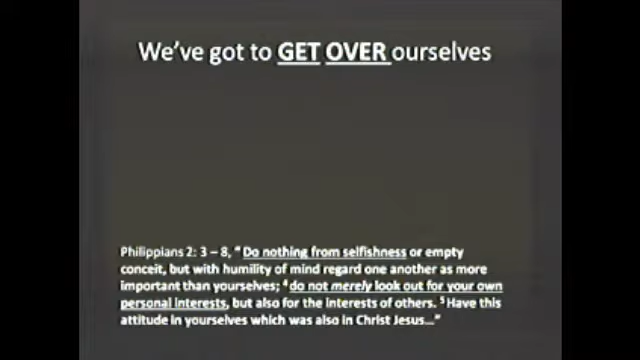 We've got to GET OVER ourselves
Philippians 2: 3 – 8, "Do nothing from selfishness or empty
conceit, but with humility of mind regard one another as more
important than yourselves; ⁴ do not merely look out for your own
personal interests, but also for the interests of others. ⁵ Have this
attitude in yourselves which was also in Christ Jesus…"